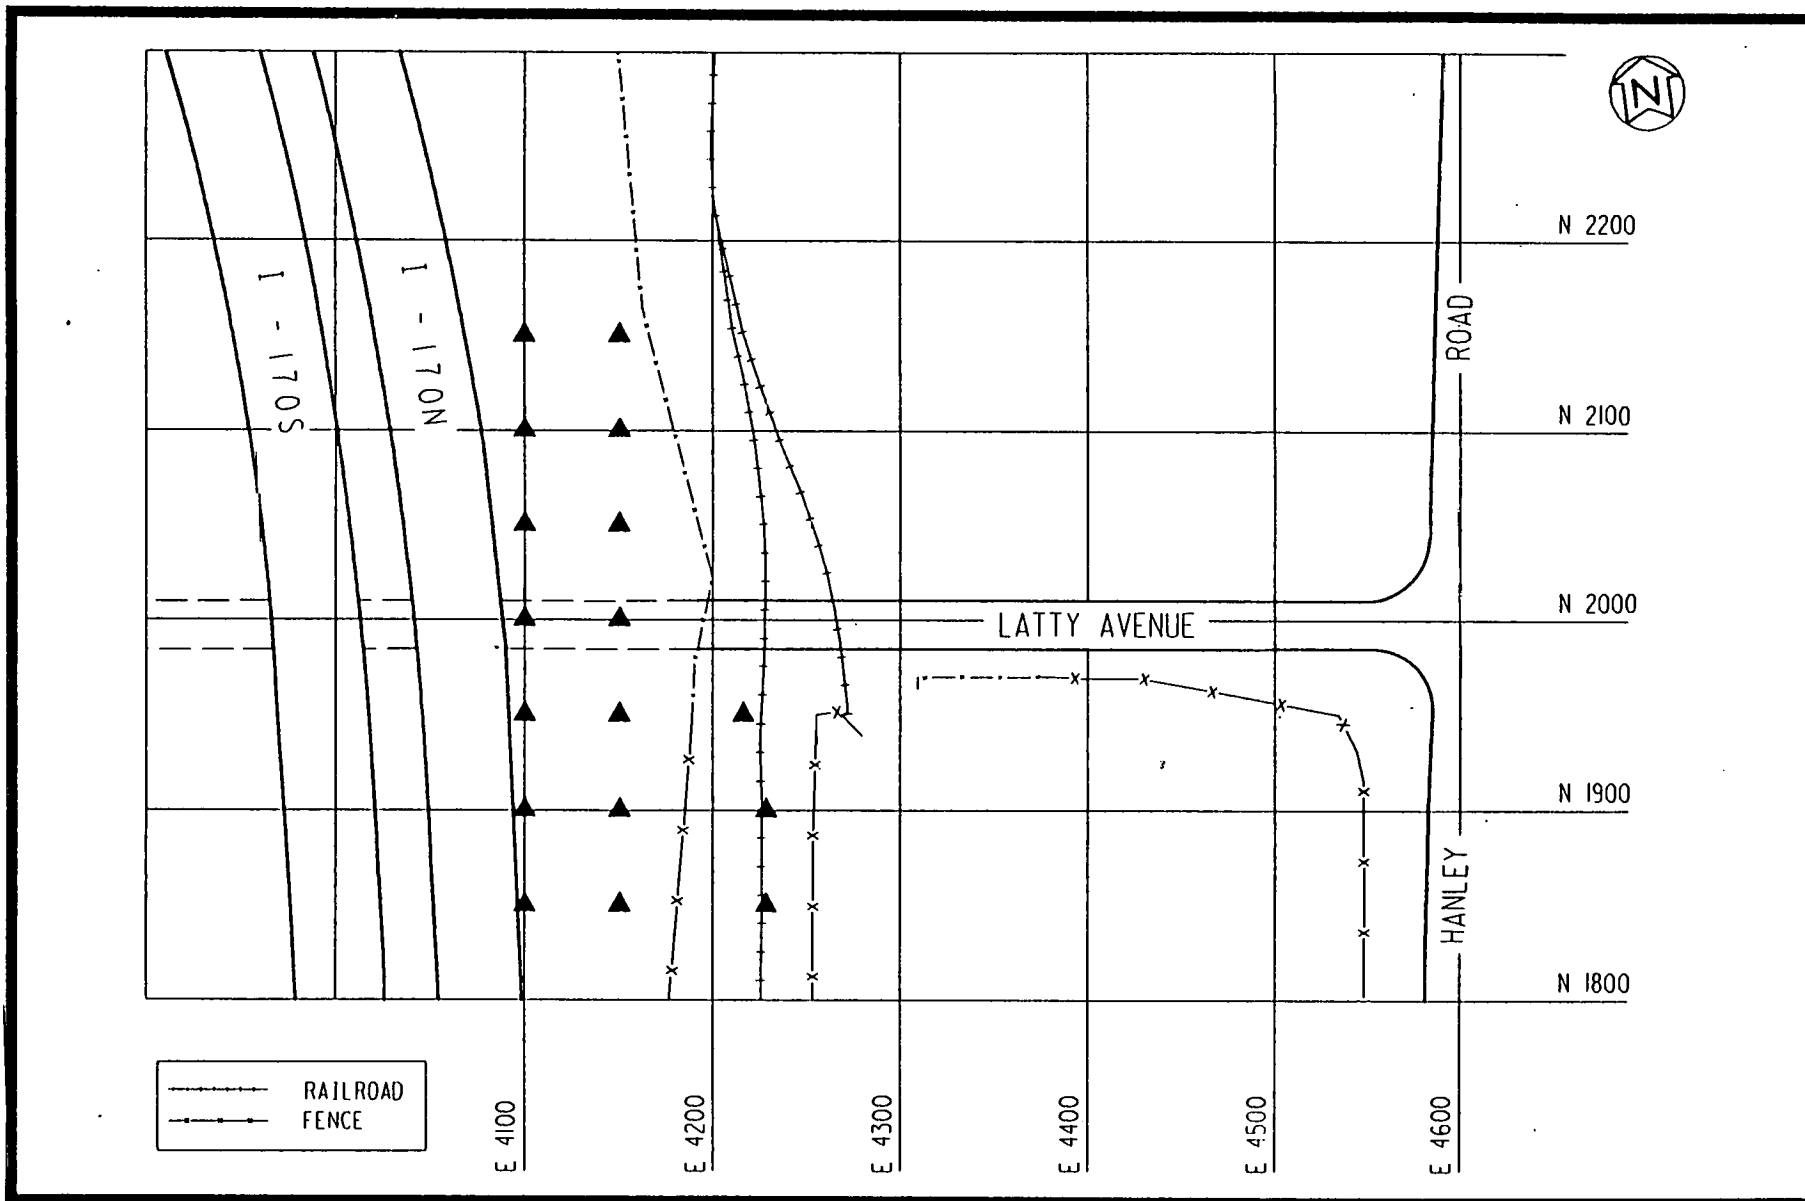 N
N 2200
I - 170S
I - 170N
ROAD
N 2100
N 2000
LATTY AVENUE
N 1900
HANLEY
N 1800
RAILROAD
FENCE
E 4100
E 4200
E 4300
E 4400
E 4500
E 4600